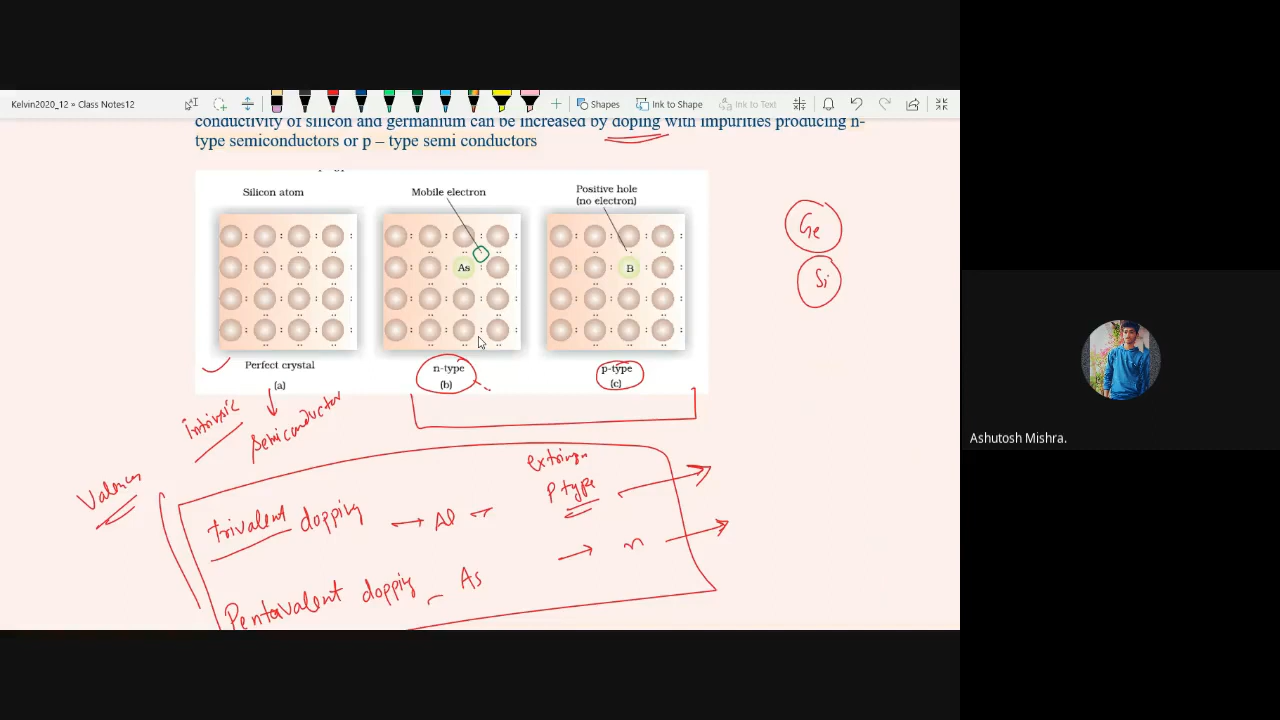 Kelvin2020_12 » Class Notes12
Shapes
Ink to Shape
Ink to Text
conductivity of silicon and germanium can be increased by doping with impurities producing n-
type semiconductors or p – type semi conductors
Silicon atom
Mobile electron
Positive hole
(no electron)
As
B
Perfect crystal
(a)
n-type
(b)
p-type
(c)
Ge
Si
Intrinsic
Semiconductor
Valency
extrinsn
P type
trivalent dopping → Al
→ n
Pentavalent dopping – As
Ashutosh Mishra.